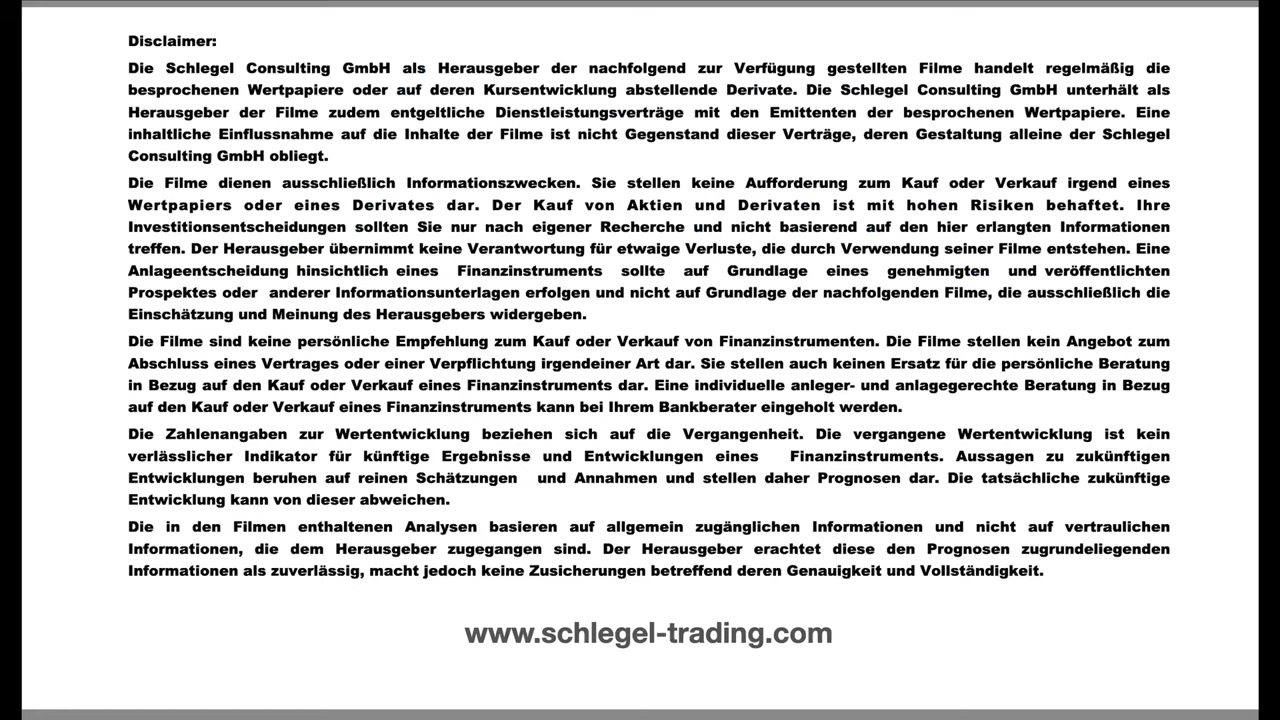 Disclaimer:
Die Schlegel Consulting GmbH als Herausgeber der nachfolgend zur Verfügung gestellten Filme handelt regelmäßig die
besprochenen Wertpapiere oder auf deren Kursentwicklung abstellende Derivate. Die Schlegel Consulting GmbH unterhält als
Herausgeber der Filme zudem entgeltliche Dienstleistungsverträge mit den Emittenten der besprochenen Wertpapiere. Eine
inhaltliche Einflussnahme auf die Inhalte der Filme ist nicht Gegenstand dieser Verträge, deren Gestaltung alleine der Schlegel
Consulting GmbH obliegt.
Die Filme dienen ausschließlich Informationszwecken. Sie stellen keine Aufforderung zum Kauf oder Verkauf irgend eines
Wertpapiers oder eines Derivates dar. Der Kauf von Aktien und Derivaten ist mit hohen Risiken behaftet. Ihre
Investitionsentscheidungen sollten Sie nur nach eigener Recherche und nicht basierend auf den hier erlangten Informationen
treffen. Der Herausgeber übernimmt keine Verantwortung für etwaige Verluste, die durch Verwendung seiner Filme entstehen. Eine
Anlageentscheidung hinsichtlich eines Finanzinstruments sollte auf Grundlage eines genehmigten und veröffentlichten
Prospektes oder anderer Informationsunterlagen erfolgen und nicht auf Grundlage der nachfolgenden Filme, die ausschließlich die
Einschätzung und Meinung des Herausgebers widergeben.
Die Filme sind keine persönliche Empfehlung zum Kauf oder Verkauf von Finanzinstrumenten. Die Filme stellen kein Angebot zum
Abschluss eines Vertrages oder einer Verpflichtung irgendeiner Art dar. Sie stellen auch keinen Ersatz für die persönliche Beratung
in Bezug auf den Kauf oder Verkauf eines Finanzinstruments dar. Eine individuelle anleger- und anlagegerechte Beratung in Bezug
auf den Kauf oder Verkauf eines Finanzinstruments kann bei Ihrem Bankberater eingeholt werden.
Die Zahlenangaben zur Wertentwicklung beziehen sich auf die Vergangenheit. Die vergangene Wertentwicklung ist kein
verlässlicher Indikator für künftige Ergebnisse und Entwicklungen eines Finanzinstruments. Aussagen zu zukünftigen
Entwicklungen beruhen auf reinen Schätzungen und Annahmen und stellen daher Prognosen dar. Die tatsächliche zukünftige
Entwicklung kann von dieser abweichen.
Die in den Filmen enthaltenen Analysen basieren auf allgemein zugänglichen Informationen und nicht auf vertraulichen
Informationen, die dem Herausgeber zugegangen sind. Der Herausgeber erachtet diese den Prognosen zugrundeliegenden
Informationen als zuverlässig, macht jedoch keine Zusicherungen betreffend deren Genauigkeit und Vollständigkeit.
www.schlegel-trading.com